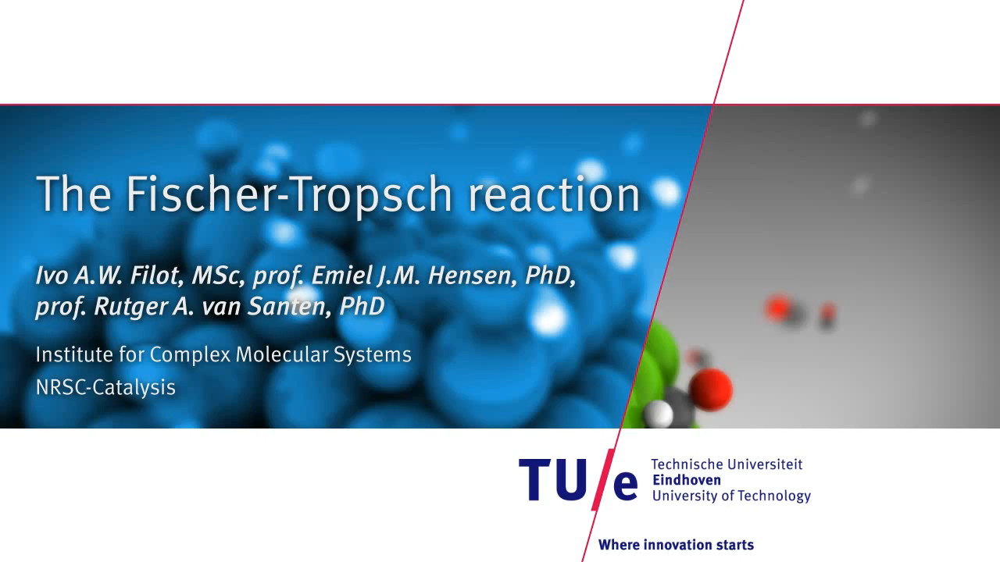 The Fischer-Tropsch reaction
Ivo A.W. Filot, MSc, prof. Emiel J.M. Hensen, PhD,
prof. Rutger A. van Santen, PhD
Institute for Complex Molecular Systems
NRSC-Catalysis
TU/e
Technische Universiteit
Eindhoven
University of Technology
Where innovation starts